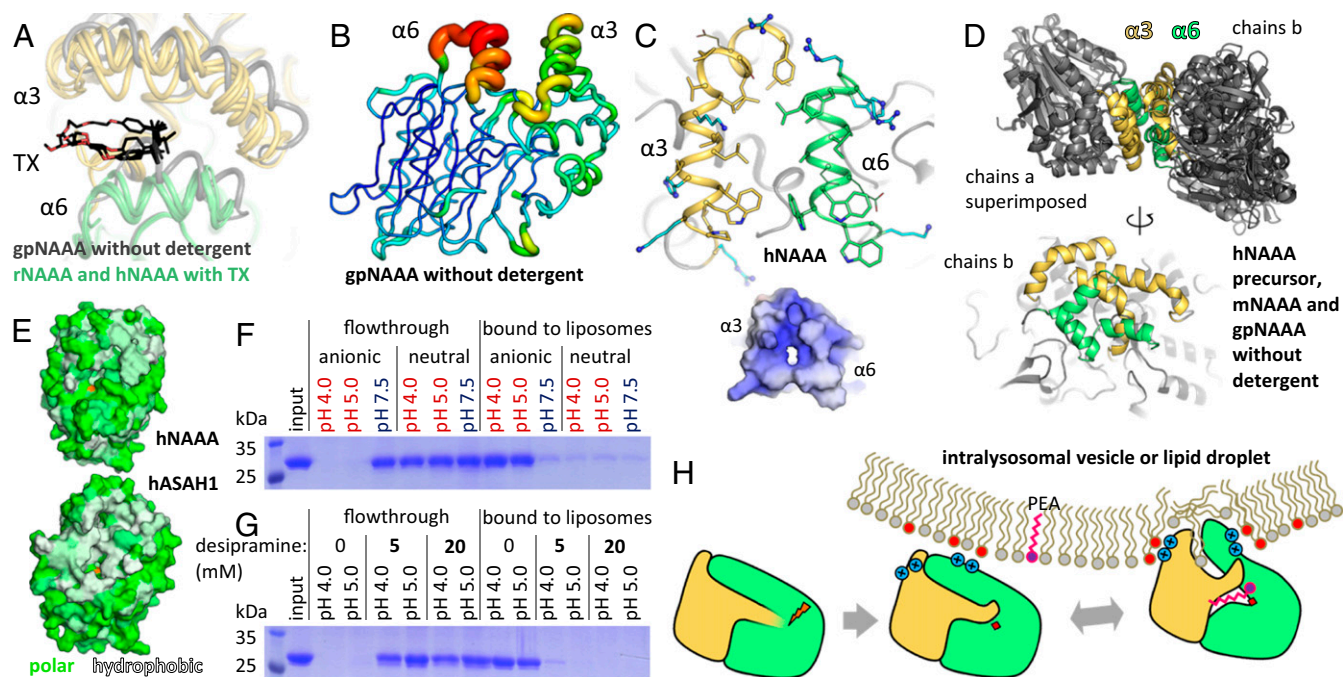 A
α3
TX
α6
gpNAAA without detergent
rNAAA and hNAAA with TX
B
α6
α3
gpNAAA without detergent
C
α3
α6
hNAAA
α3
α6
D
α3 α6
chains b
chains a
superimposed
chains b
hNAAA
precursor,
mNAAA and
gpNAAA
without
detergent
E
hNAAA
hASAH1
polar hydrophobic
F
flowthrough bound to liposomes
anionic neutral anionic neutral
kDa input pH 4.0 pH 5.0 pH 7.5 pH 4.0 pH 5.0 pH 7.5 pH 4.0 pH 5.0 pH 7.5 pH 4.0 pH 5.0 pH 7.5
35
25
G
flowthrough bound to liposomes
desipramine: 0 5 20 0 5 20
(mM)
kDa input pH 4.0 pH 5.0 pH 4.0 pH 5.0 pH 4.0 pH 5.0 pH 4.0 pH 5.0 pH 4.0 pH 5.0 pH 4.0 pH 5.0
35
25
H
intralysosomal vesicle or lipid droplet
PEA
+ + + + + +